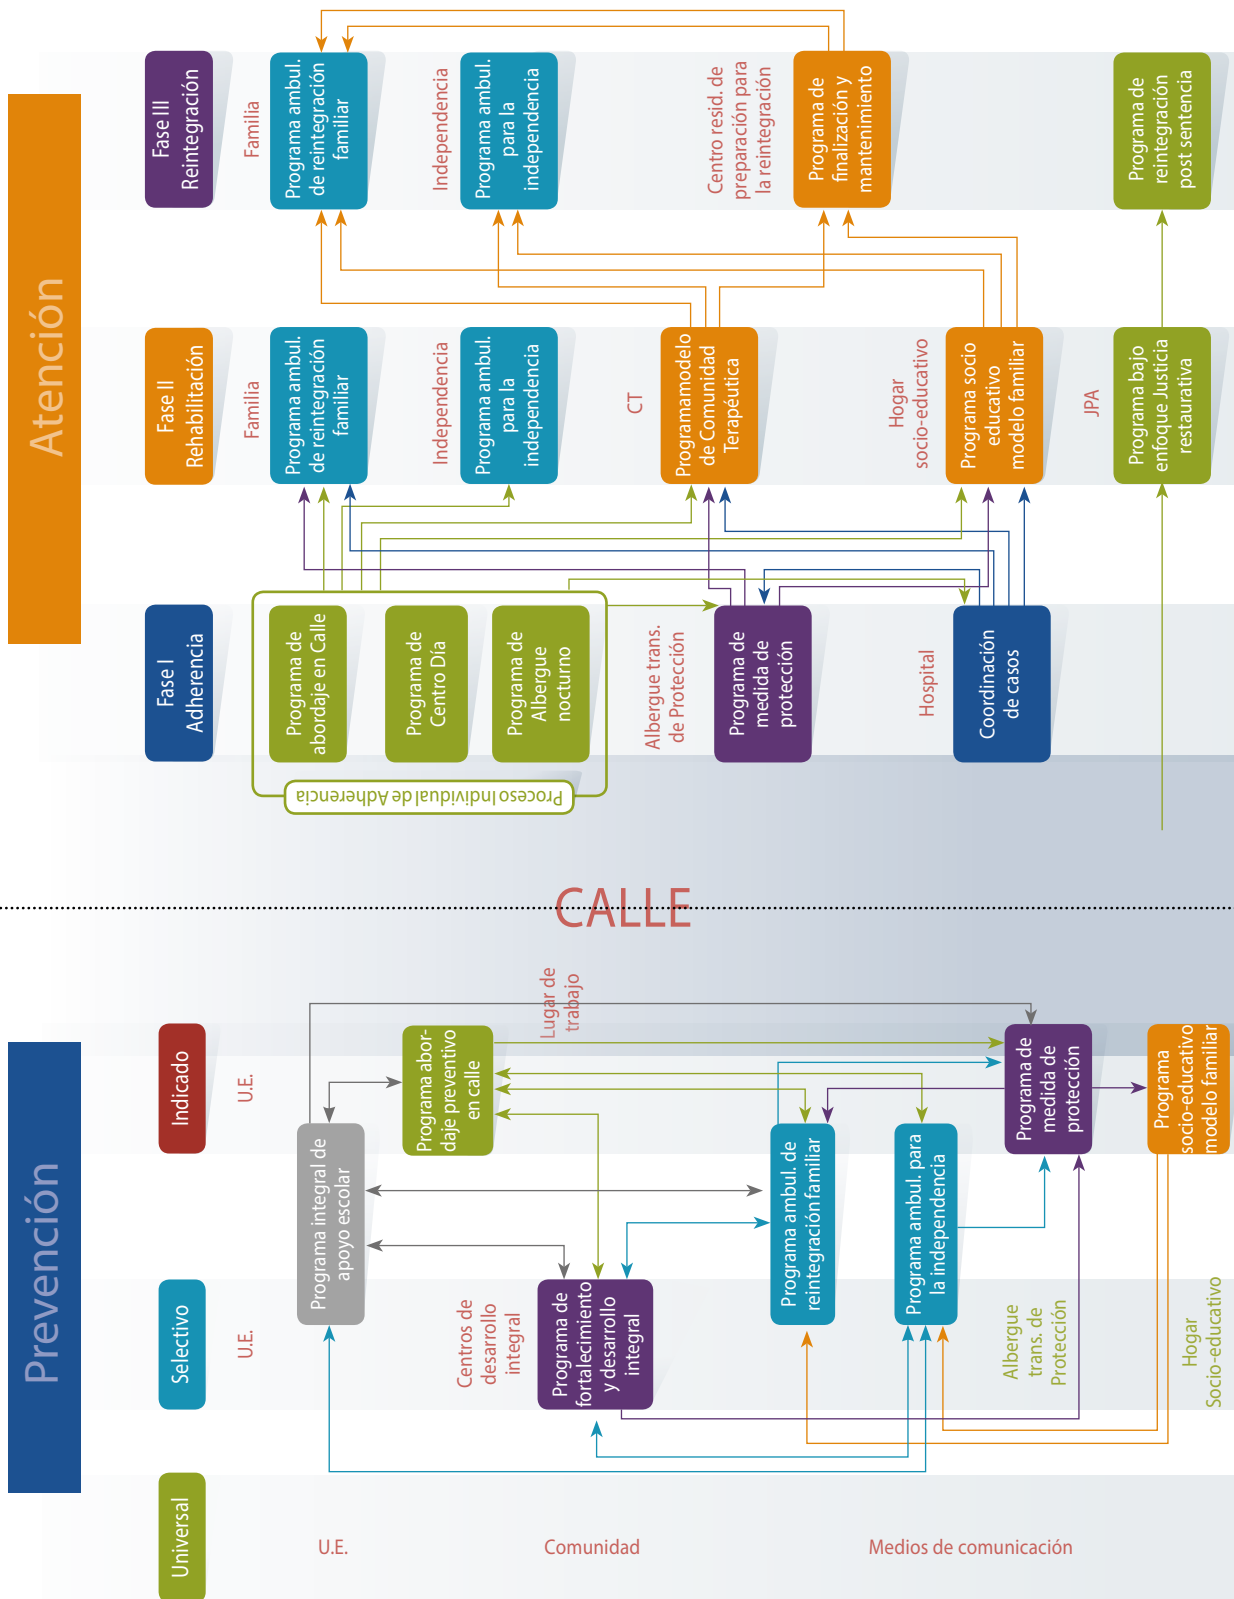 Prevención
Atención
Universal
Selectivo
Indicado
Fase I
Adherencia
Fase II
Rehabilitación
Fase III
Reintegración
U.E.
Comunidad
Medios de comunicación
U.E.
Centros de
desarrollo
integral
Programa de
fortalecimiento
y desarrollo
integral
Albergue
trans. de
Protección
Hogar
Socio-educativo
Programa integral de
apoyo escolar
Programa ambul. de
reintegración familiar
Programa ambul. para
la independencia
U.E.
Programa abor-
daje preventivo
en calle
Lugar de
trabajo
Programa de
medida de
protección
Programa
socio-educativo
modelo familiar
CALLE
Proceso Individual de Adherencia
Programa de
abordaje en Calle
Programa de
Centro Día
Programa de
Albergue
nocturno
Albergue trans.
de Protección
Programa de
medida de
protección
Hospital
Coordinación
de casos
Familia
Programa ambul.
de reintegración
familiar
Independencia
Programa ambul.
para la
independencia
CT
Programamodelo
de Comunidad
Terapéutica
Hogar
socio-educativo
Programa socio
educativo
modelo familiar
JPA
Programa bajo
enfoque Justicia
restaurativa
Familia
Programa ambul.
de reintegración
familiar
Independencia
Programa ambul.
para la
independencia
Centro resid. de
preparación para
la reintegración
Programa de
finalización y
mantenimiento
Programa de
reintegración
post sentencia